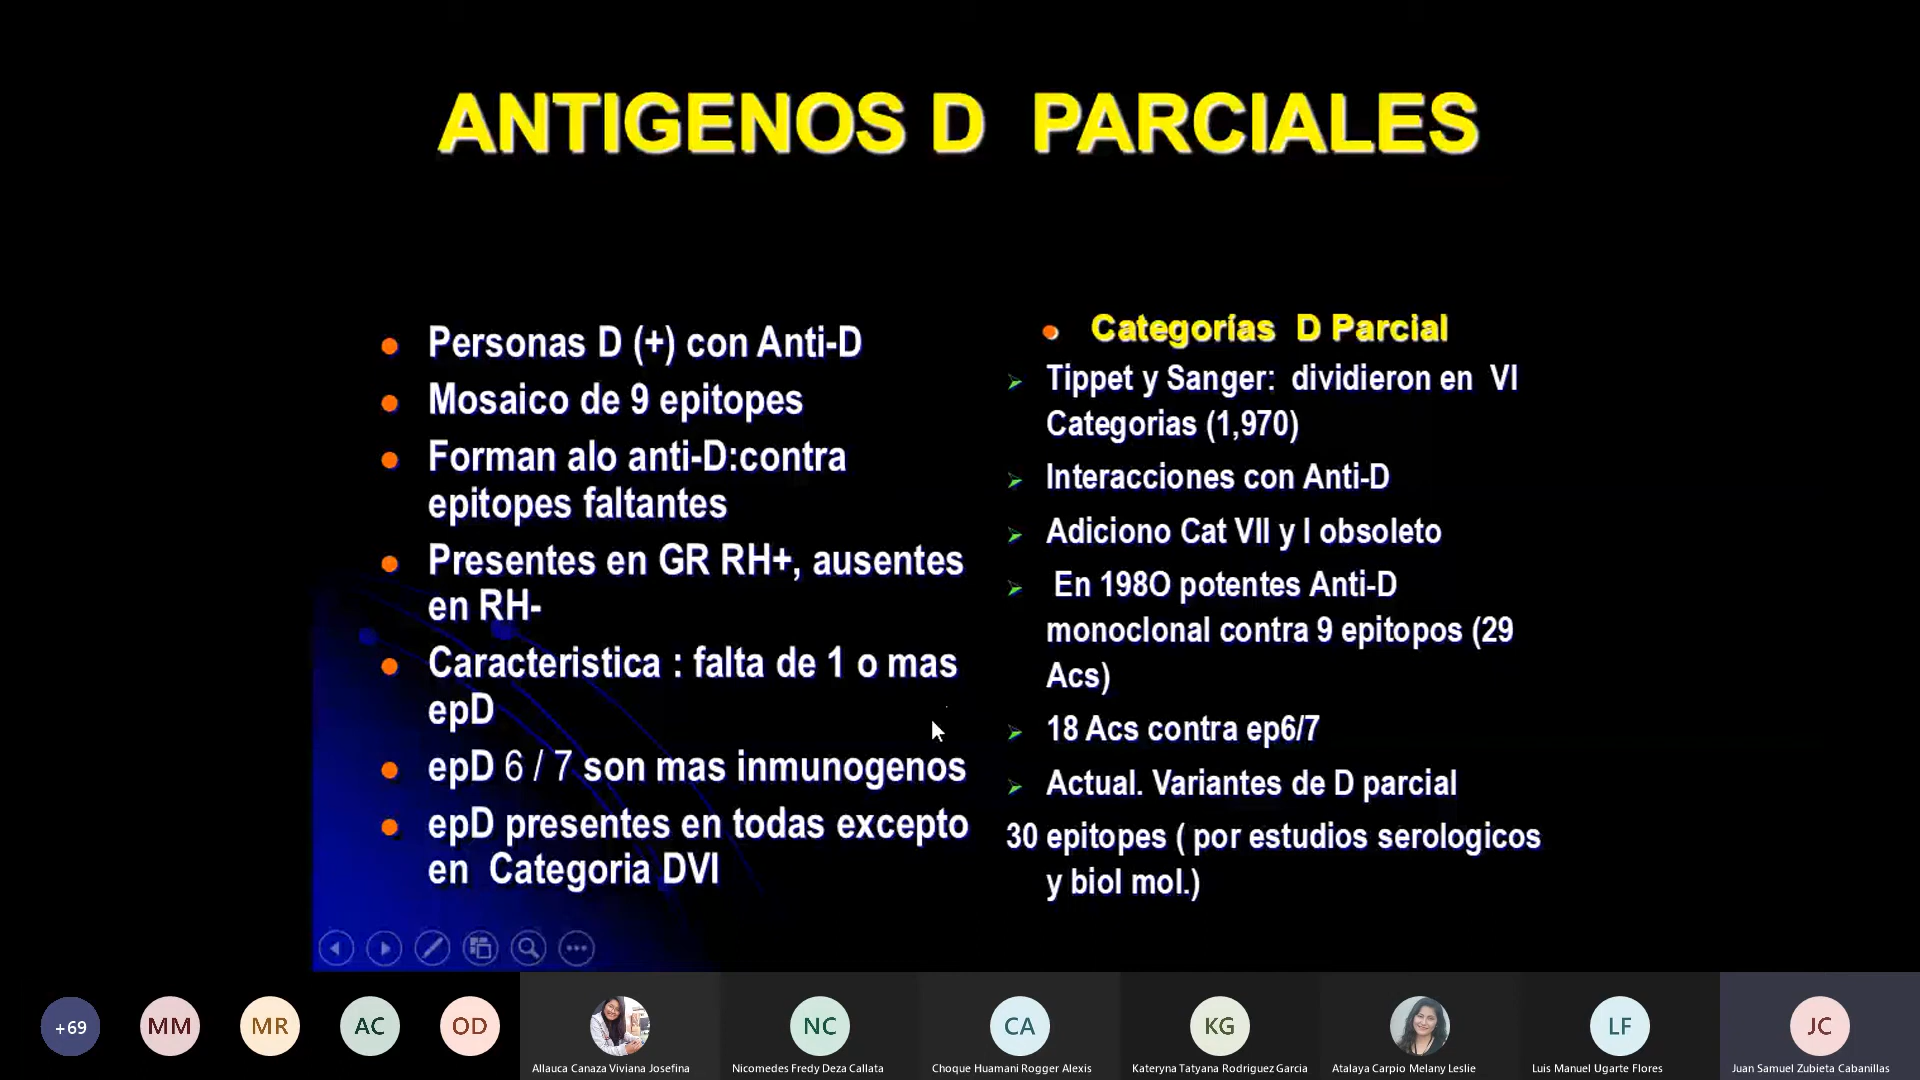 ANTIGENOS D PARCIALES
Personas D (+) con Anti-D
Mosaico de 9 epitopes
Forman alo anti-D:contra
epitopes faltantes
Presentes en GR RH+, ausentes
en RH-
Caracteristica : falta de 1 o mas
epD
epD 6 / 7 son mas inmunogenos
epD presentes en todas excepto
en Categoria DVI
Categorías D Parcial
Tippet y Sanger: dividieron en VI
Categorias (1,970)
Interacciones con Anti-D
Adiciono Cat VII y I obsoleto
En 198O potentes Anti-D
monoclonal contra 9 epitopos (29
Acs)
18 Acs contra ep6/7
Actual. Variantes de D parcial
30 epitopes ( por estudios serologicos
y biol mol.)
+69
MM
MR
AC
OD
NC
CA
KG
LF
JC
Allauca Canaza Viviana Josefina
Nicomedes Fredy Deza Callata
Choque Huamani Rogger Alexis
Kateryna Tatyana Rodriguez Garcia
Atalaya Carpio Melany Leslie
Luis Manuel Ugarte Flores
Juan Samuel Zubieta Cabanillas